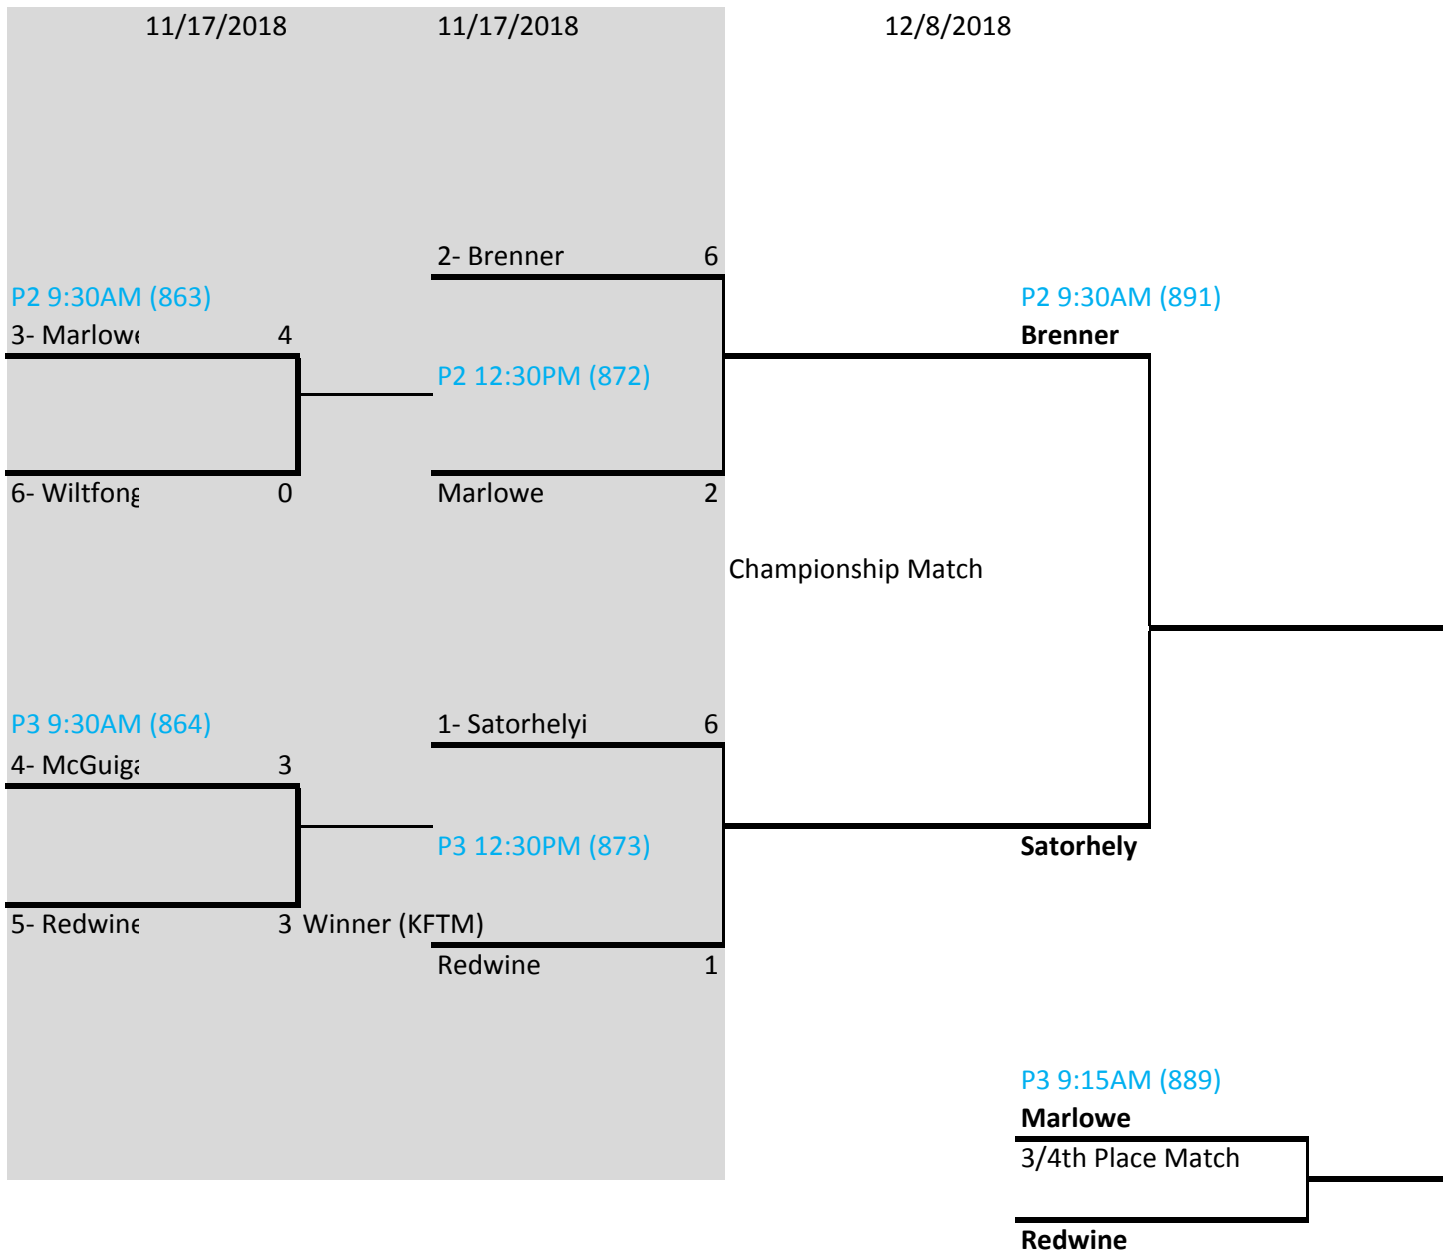 11/17/2018 11/17/2018 12/8/2018
2- Brenner 6
P2 9:30AM (863) P2 9:30AM (891)
3- Marlowe 4 Brenner
P2 12:30PM (872)
6- Wiltfong 0 Marlowe 2
Championship Match
P3 9:30AM (864) 1- Satorhelyi 6
4- McGuiga 3
P3 12:30PM (873) Satorhely
5- Redwine 3 Winner (KFTM)
Redwine 1
P3 9:15AM (889)
Marlowe
3/4th Place Match
Redwine